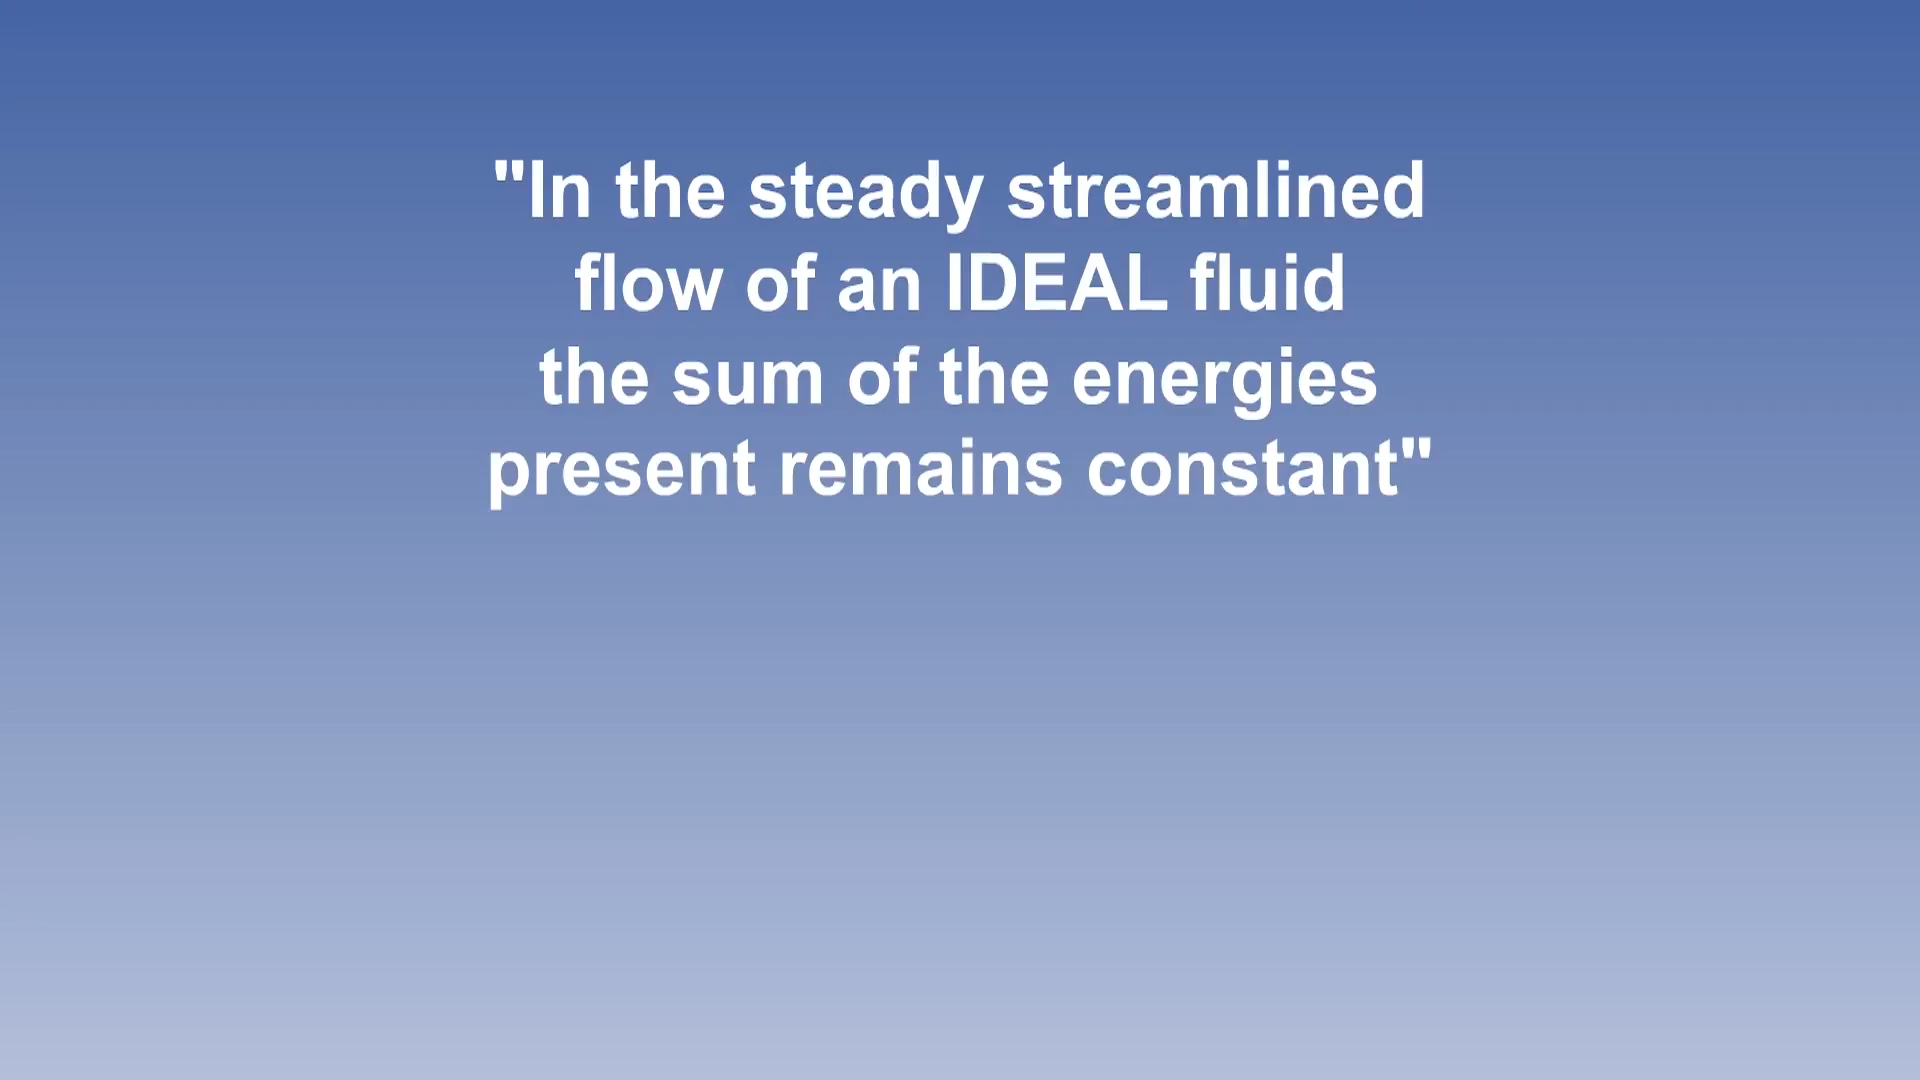 "In the steady streamlined
flow of an IDEAL fluid
the sum of the energies
present remains constant"